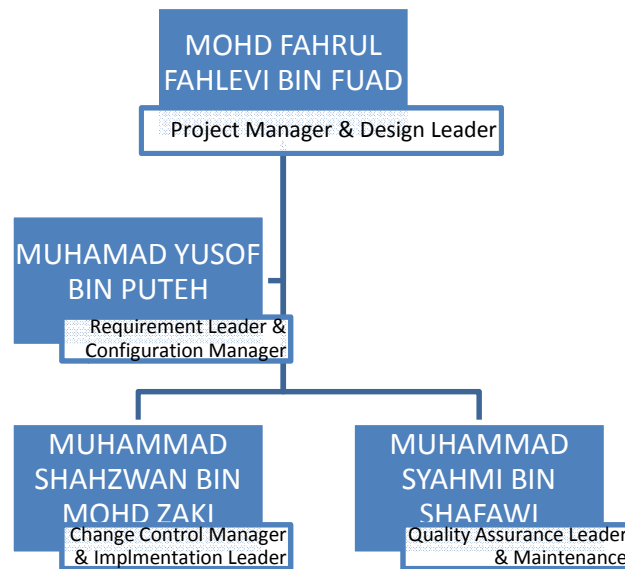 MOHD FAHRUL
FAHLEVI BIN FUAD
Project Manager & Design Leader
MUHAMAD YUSOF
BIN PUTEH
Requirement Leader &
Configuration Manager
MUHAMMAD
SHAHZWAN BIN
MOHD ZAKI
Change Control Manager
& Implmentation Leader
MUHAMMAD
SYAHMI BIN
SHAFAWI
Quality Assurance Leader
& Maintenance